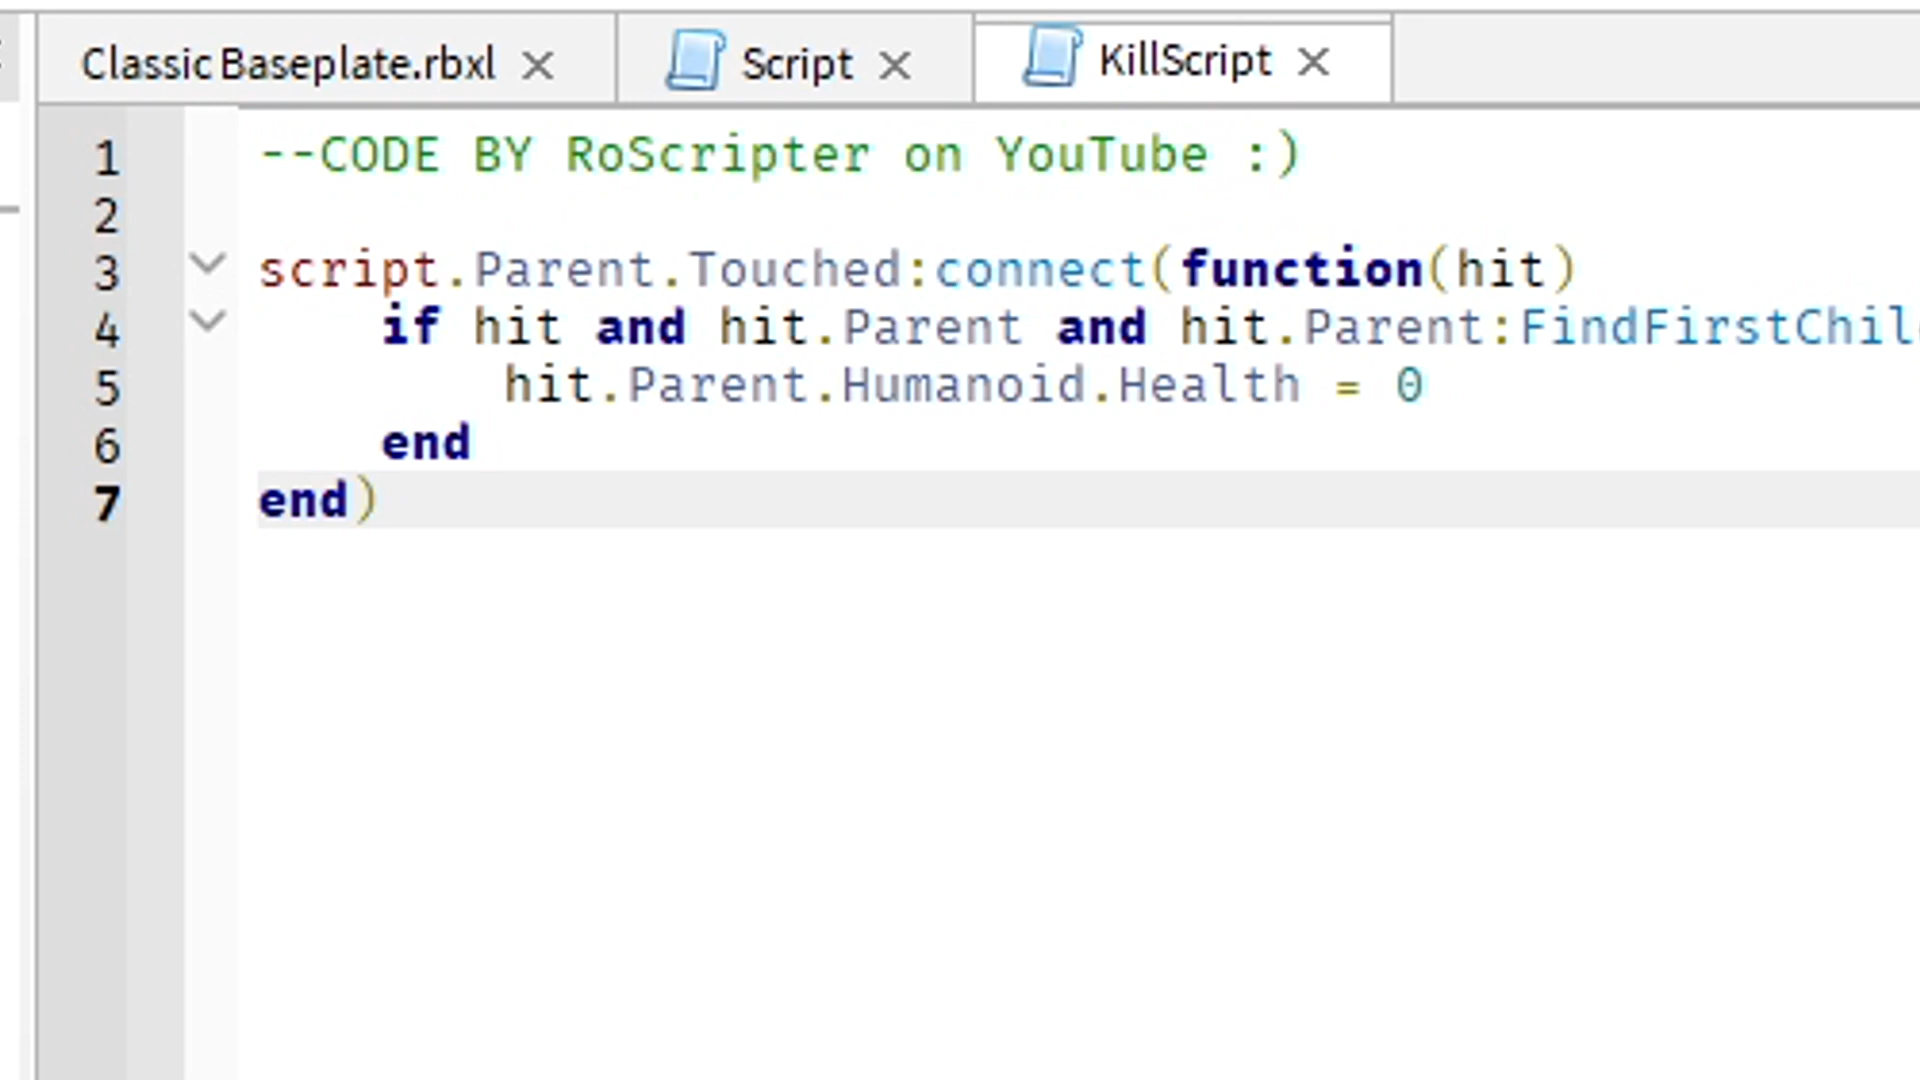 Classic Baseplate.rbxl Script KillScript
1 --CODE BY RoScripter on YouTube :)
2
3 script.Parent.Touched:connect(function(hit)
4 if hit and hit.Parent and hit.Parent:FindFirstChil
5 hit.Parent.Humanoid.Health = 0
6 end
7 end)